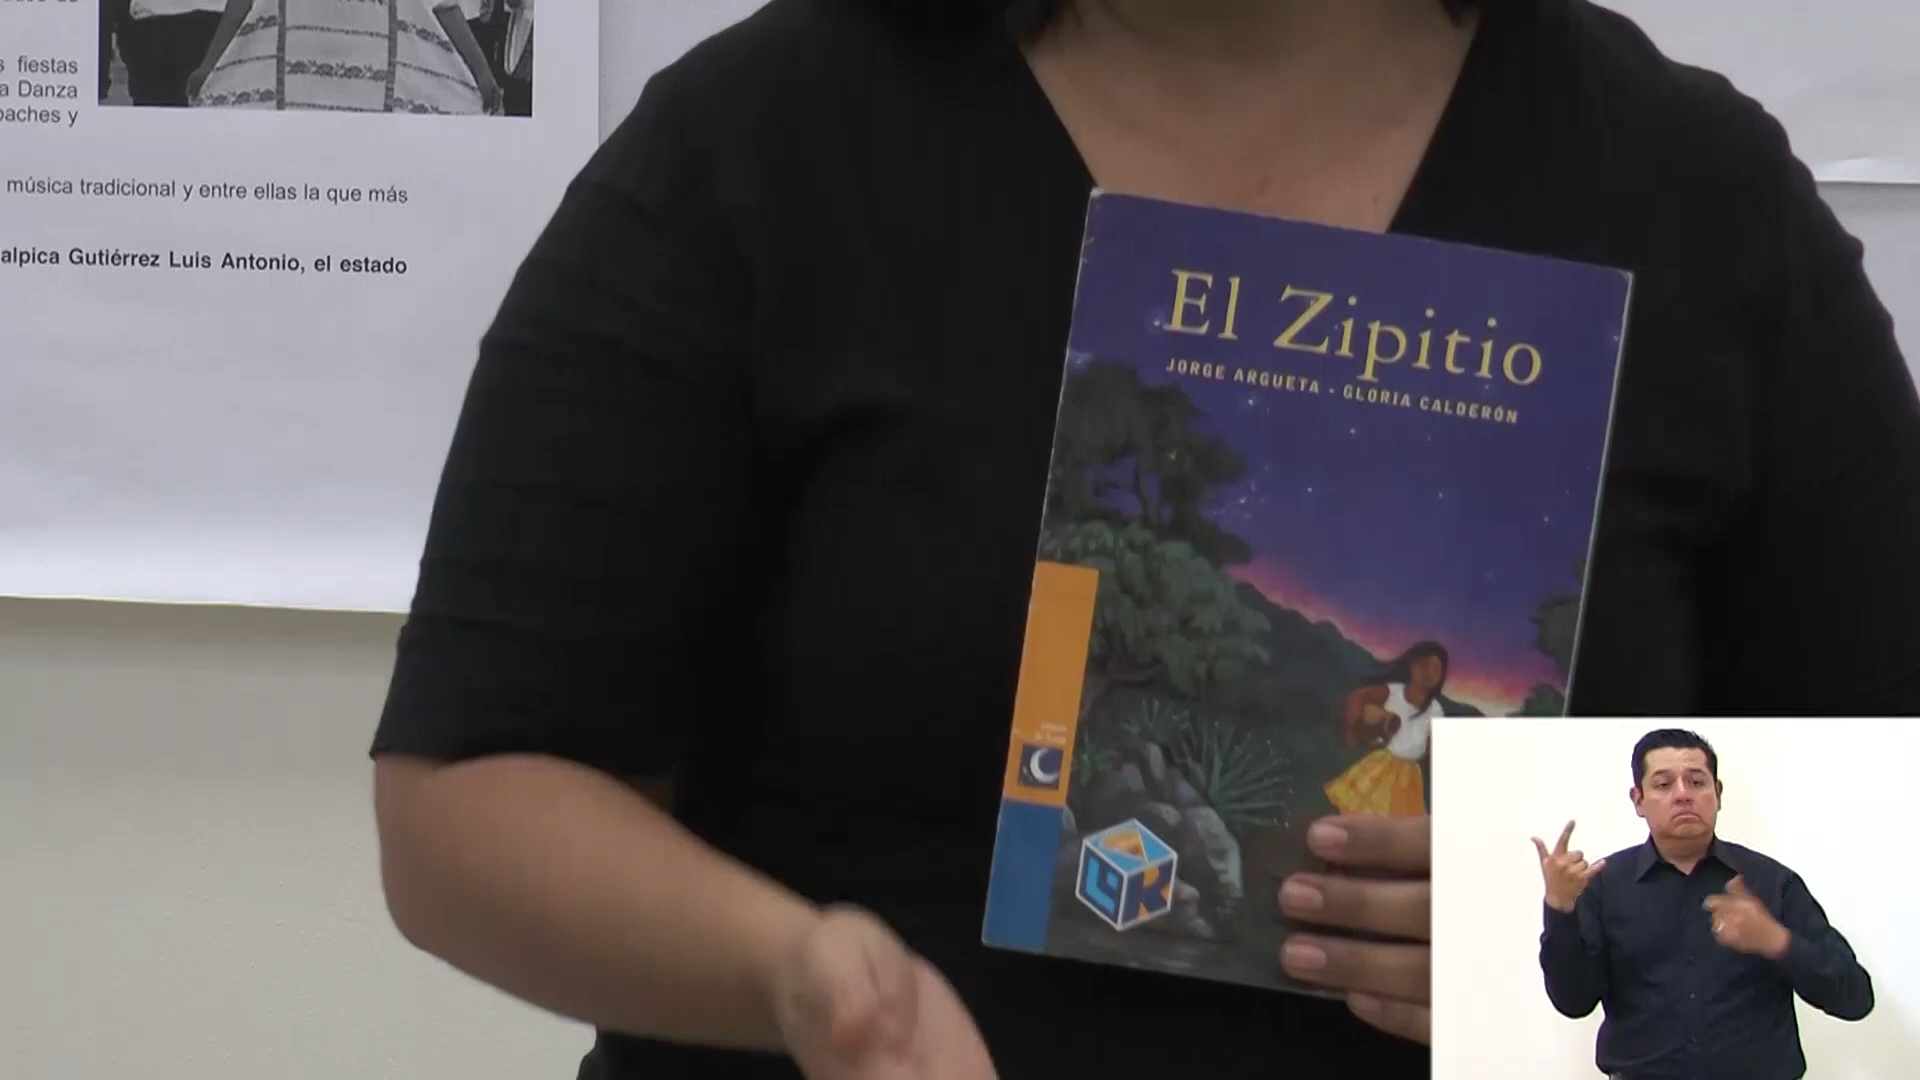 fiestas
a Danza
paches y
música tradicional y entre ellas la que más
alpica Gutiérrez Luis Antonio, el estado
El Zipitio
JORGE ARGUETA • GLORIA CALDERÓN